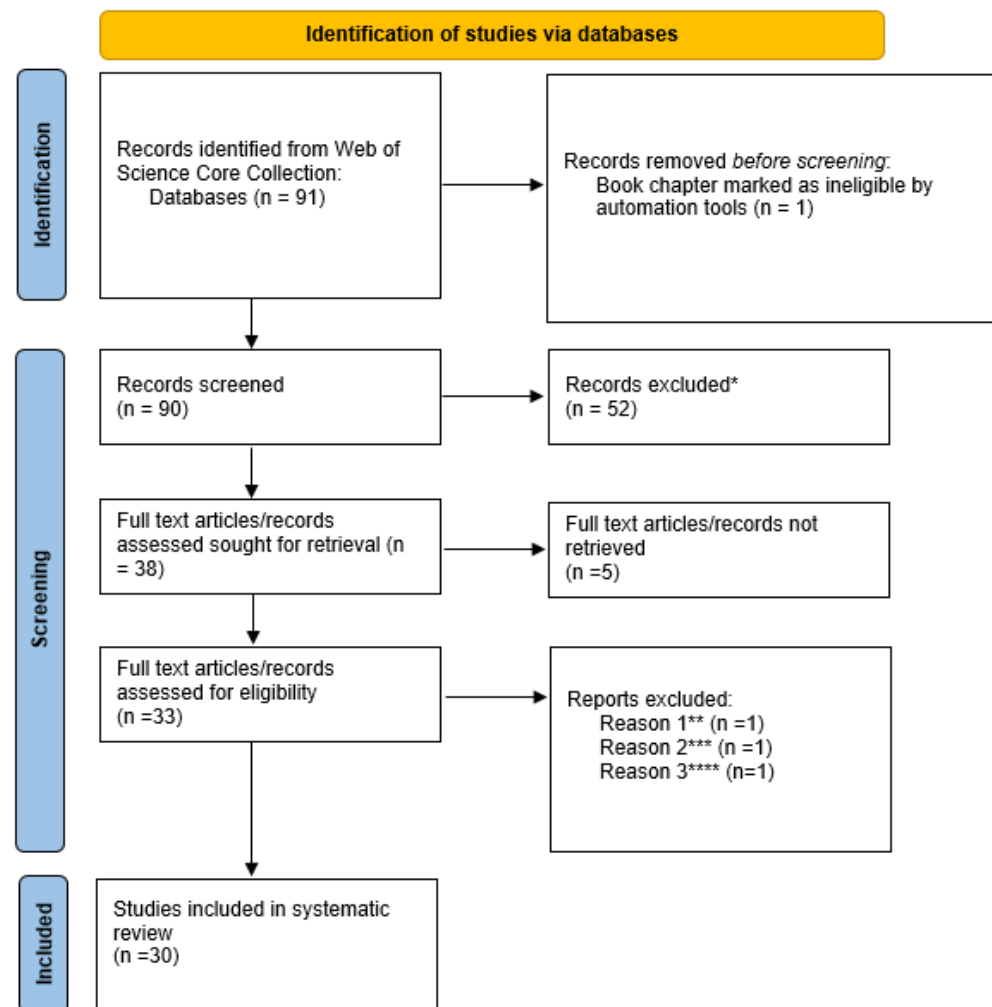 Identification of studies via databases
Identification
Records identified from Web of
Science Core Collection:
Databases (n = 91)
Records removed before screening:
Book chapter marked as ineligible by
automation tools (n = 1)
Screening
Records screened
(n = 90)
Records excluded*
(n = 52)
Full text articles/records
assessed sought for retrieval (n
= 38)
Full text articles/records not
retrieved
(n =5)
Full text articles/records
assessed for eligibility
(n =33)
Reports excluded:
Reason 1** (n =1)
Reason 2*** (n =1)
Reason 3**** (n=1)
Included
Studies included in systematic
review
(n =30)